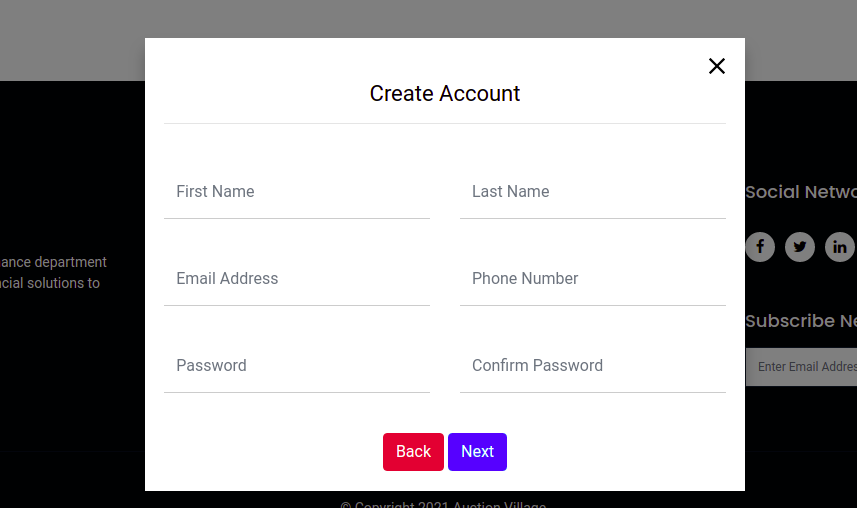 Create Account
First Name
Last Name
Email Address
Phone Number
Password
Confirm Password
Back
Next
ance department
cial solutions to
Social Netwo
Subscribe Ne
Enter Email Addres
© Copyright 2021 Auction Village